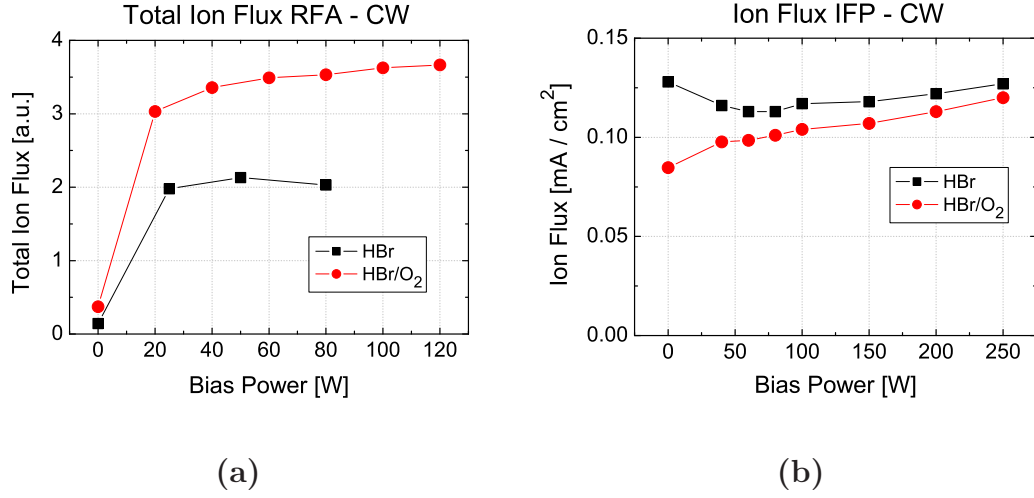 Total Ion Flux RFA - CW
4
3
2
1
0
Total Ion Flux [a.u.]
HBr
HBr/O₂
0 20 40 60 80 100 120
Bias Power [W]
(a)
Ion Flux IFP - CW
0.15
0.10
0.05
0.00
Ion Flux [mA / cm²]
HBr
HBr/O₂
0 50 100 150 200 250
Bias Power [W]
(b)